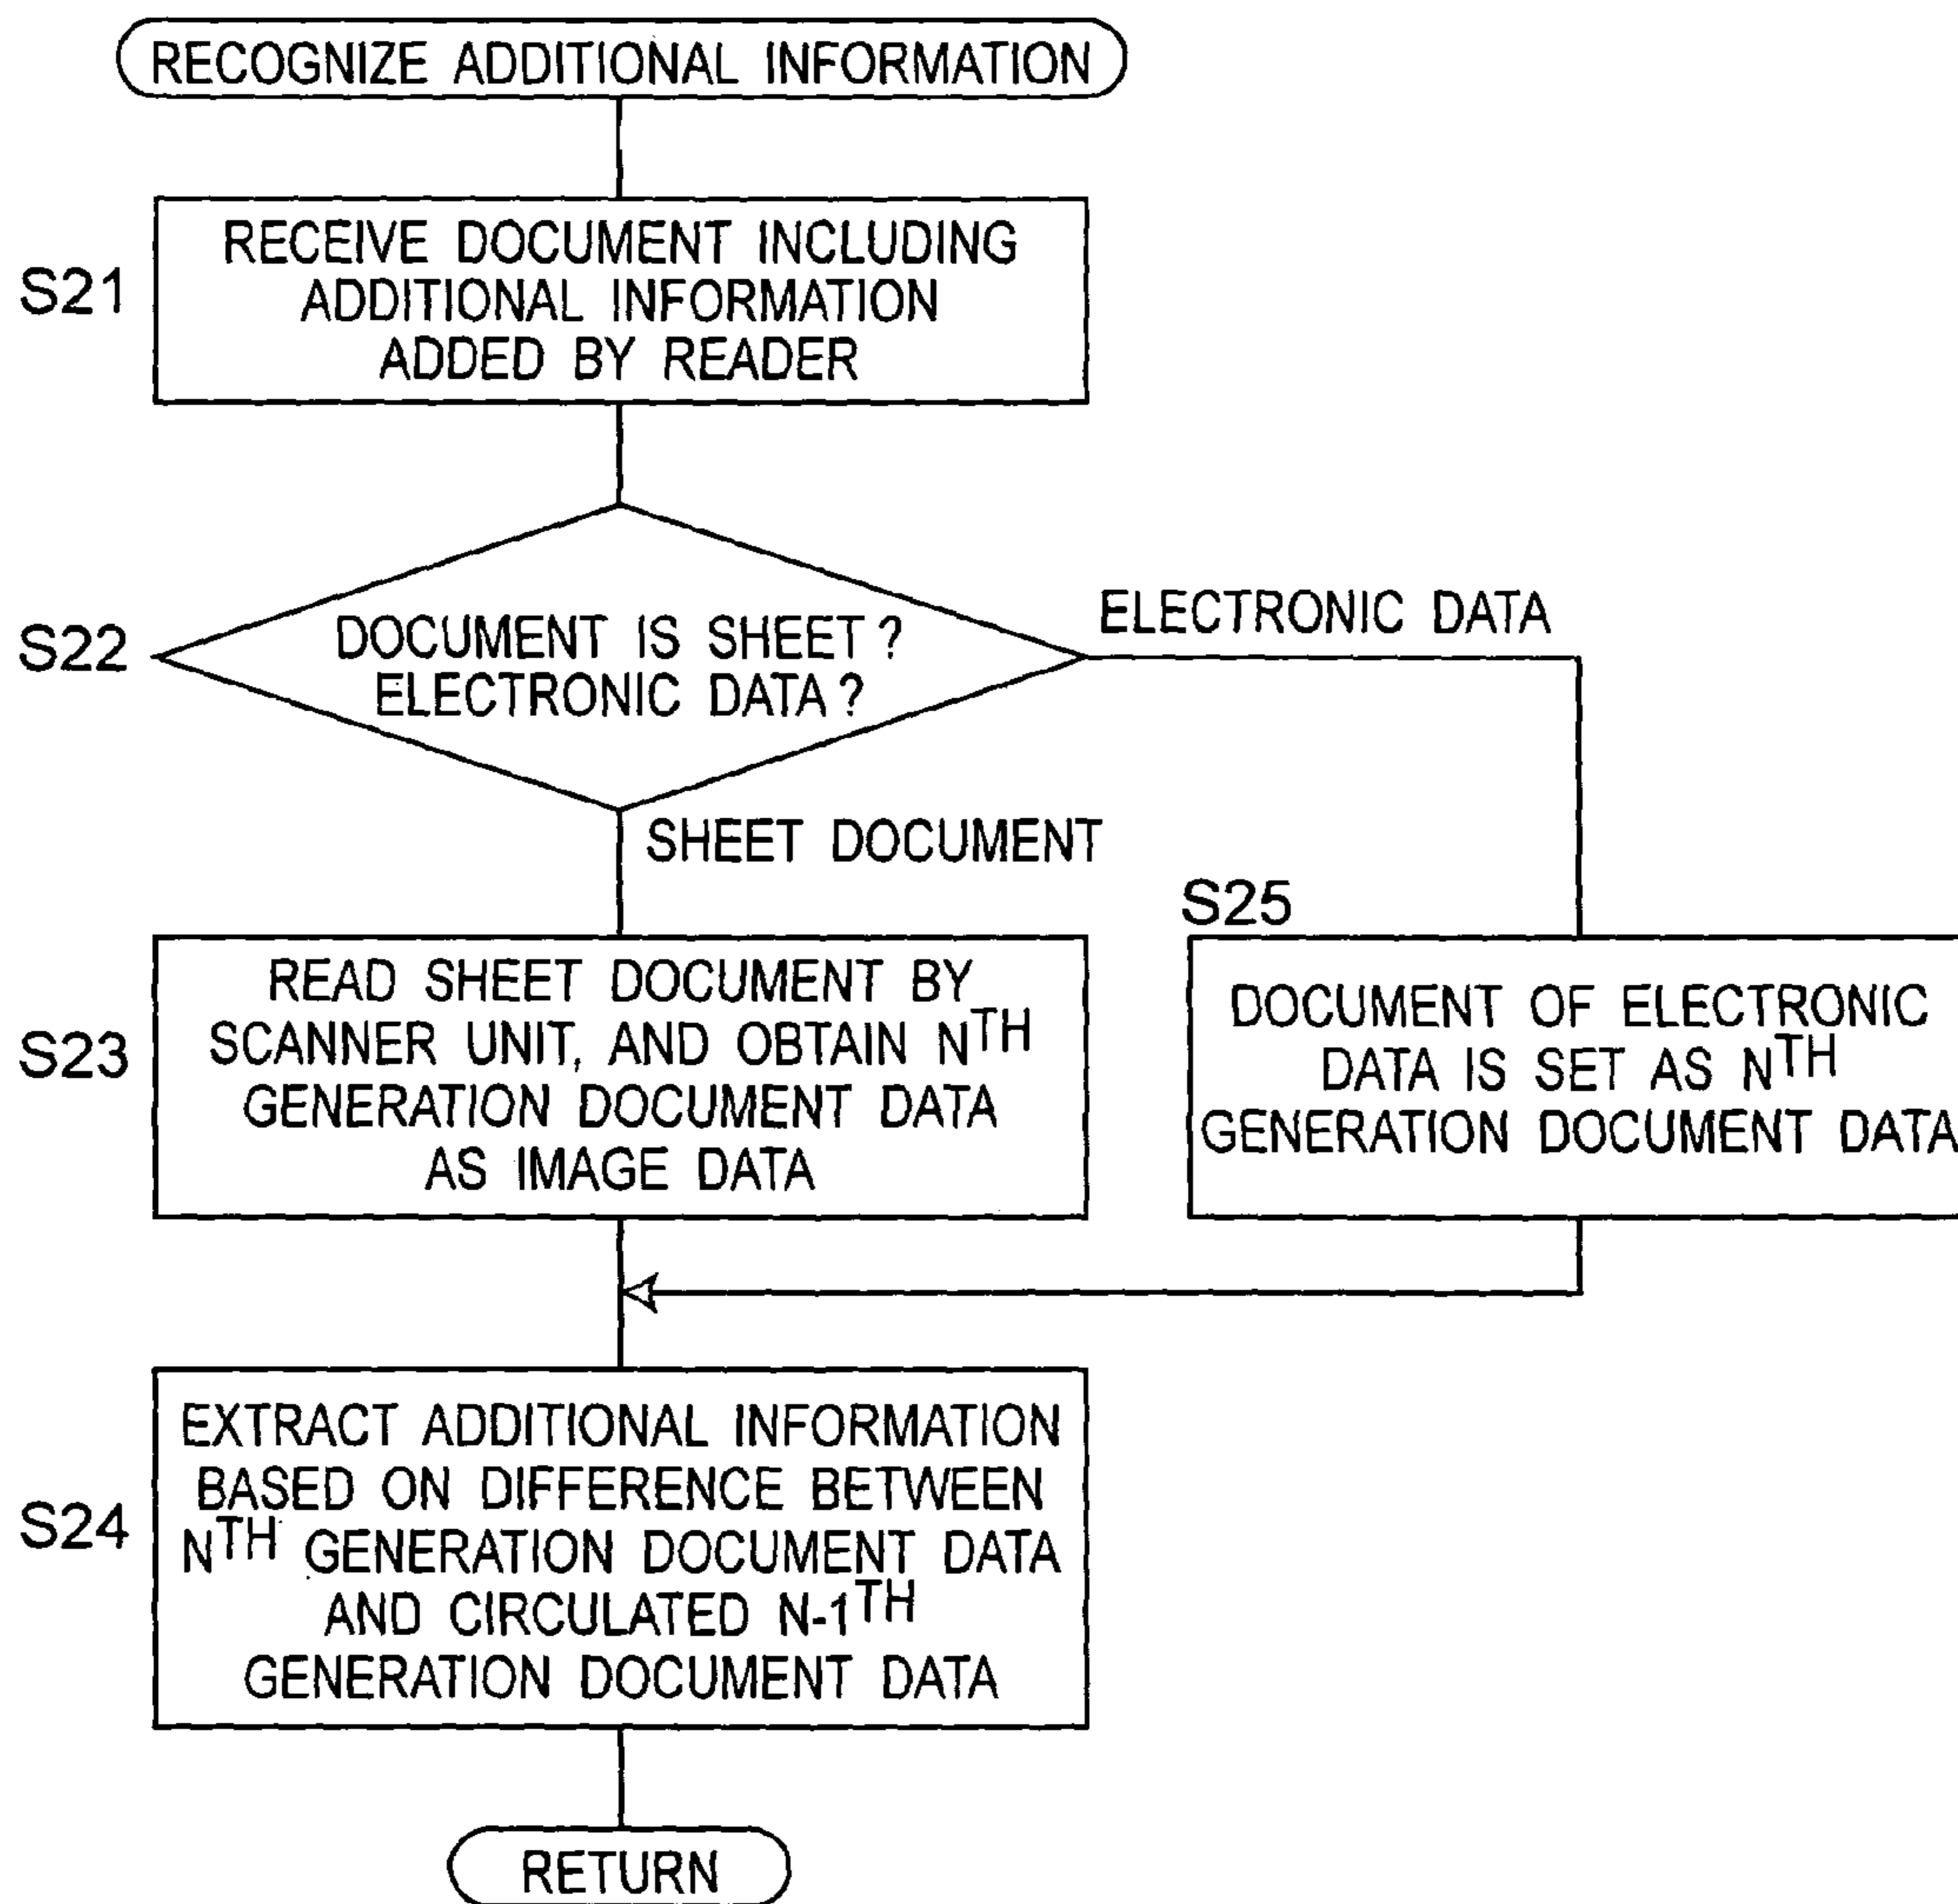 RECOGNIZE ADDITIONAL INFORMATION
S21
RECEIVE DOCUMENT INCLUDING
ADDITIONAL INFORMATION
ADDED BY READER
S22
DOCUMENT IS SHEET ?
ELECTRONIC DATA ?
ELECTRONIC DATA
SHEET DOCUMENT
S23
READ SHEET DOCUMENT BY
SCANNER UNIT, AND OBTAIN NTH
GENERATION DOCUMENT DATA
AS IMAGE DATA
S25
DOCUMENT OF ELECTRONIC
DATA IS SET AS NTH
GENERATION DOCUMENT DATA
S24
EXTRACT ADDITIONAL INFORMATION
BASED ON DIFFERENCE BETWEEN
NTH GENERATION DOCUMENT DATA
AND CIRCULATED N-1TH
GENERATION DOCUMENT DATA
RETURN